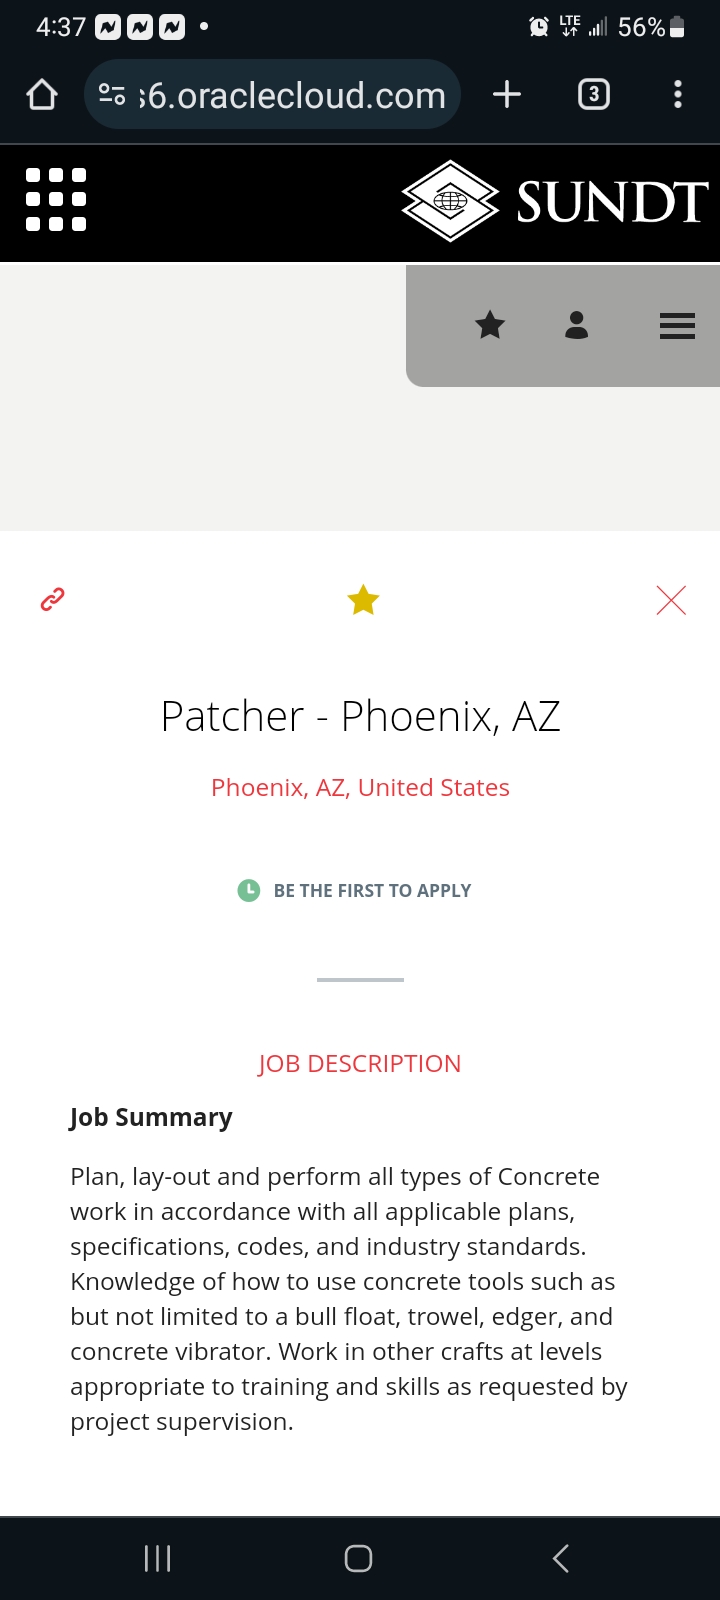 4:37 LTE 56%
s6.oraclecloud.com 3
SUNDT
Patcher - Phoenix, AZ
Phoenix, AZ, United States
BE THE FIRST TO APPLY
JOB DESCRIPTION
Job Summary
Plan, lay-out and perform all types of Concrete
work in accordance with all applicable plans,
specifications, codes, and industry standards.
Knowledge of how to use concrete tools such as
but not limited to a bull float, trowel, edger, and
concrete vibrator. Work in other crafts at levels
appropriate to training and skills as requested by
project supervision.